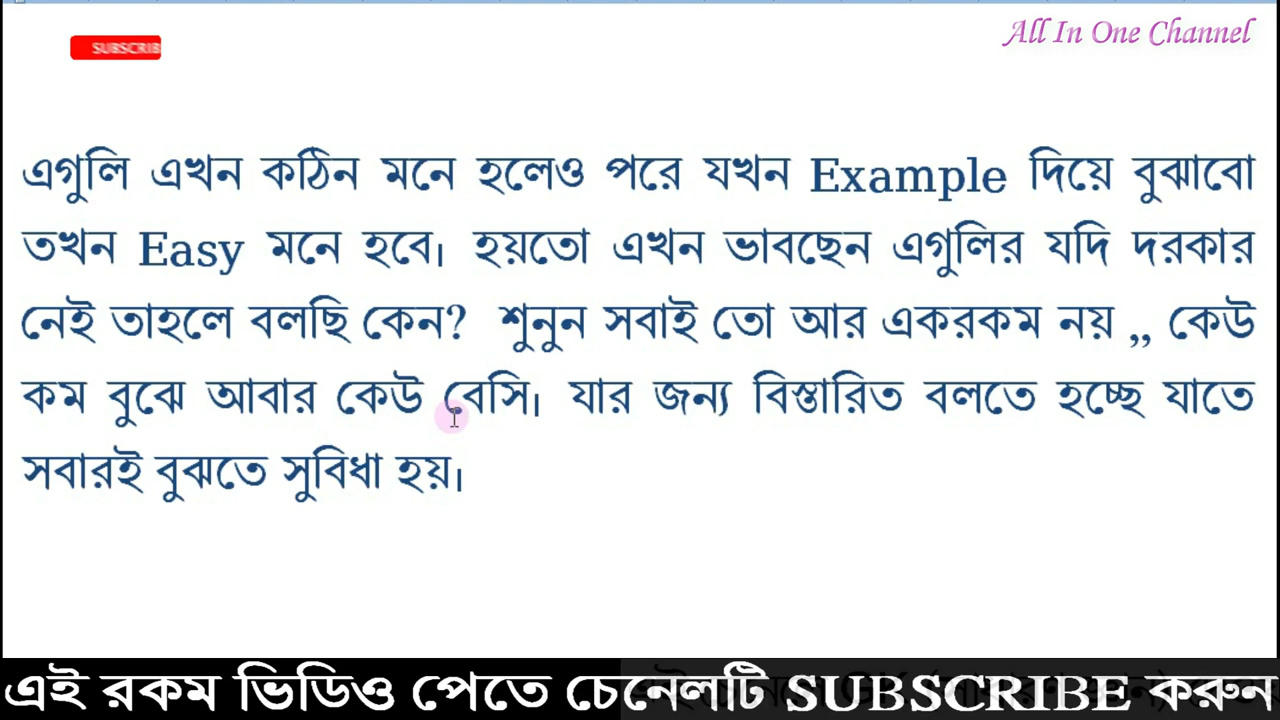 SUBSCRIB
All In One Channel
এগুলি এখন কঠিন মনে হলেও পরে যখন Example দিয়ে বুঝাবো
তখন Easy মনে হবে। হয়তো এখন ভাবছেন এগুলির যদি দরকার
নেই তাহলে বলছি কেন? শুনুন সবাই তো আর একরকম নয় ,, কেউ
কম বুঝে আবার কেউ বেসি। যার জন্য বিস্তারিত বলতে হচ্ছে যাতে
সবারই বুঝতে সুবিধা হয়।
এই রকম ভিডিও পেতে চেনেলটি SUBSCRIBE করুন